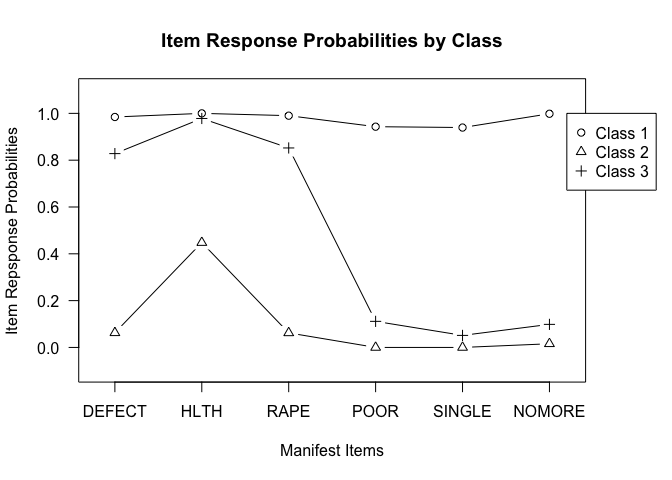 Item Response Probabilities by Class
Item Repsponse Probabilities
1.0
0.8
0.6
0.4
0.2
0.0
Class 1
Class 2
Class 3
DEFECT HLTH RAPE POOR SINGLE NOMORE
Manifest Items